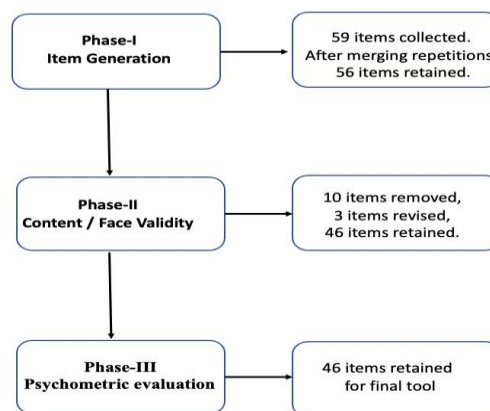 Phase-I
Item Generation
59 items collected.
After merging repetitions
56 items retained.
Phase-II
Content / Face Validity
10 items removed,
3 items revised,
46 items retained.
Phase-III
Psychometric evaluation
46 items retained
for final tool